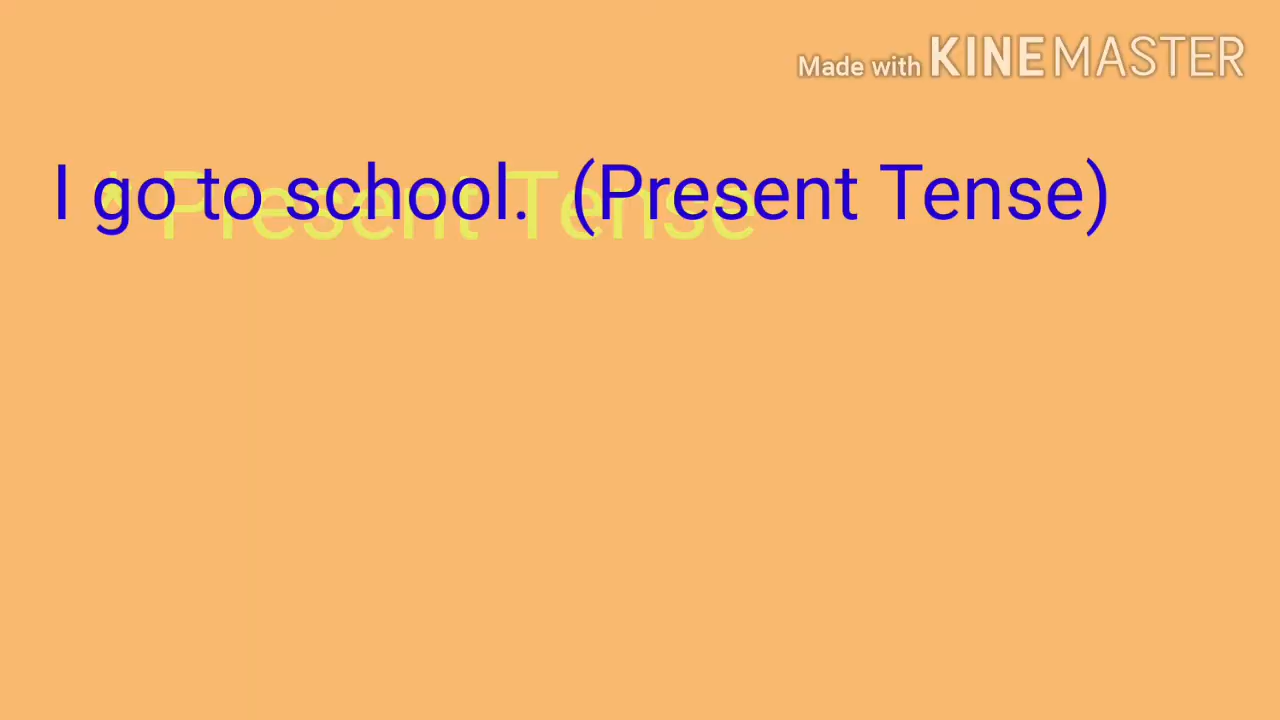 Made with KINEMASTER
I go to school. (Present Tense)
* Present Tense